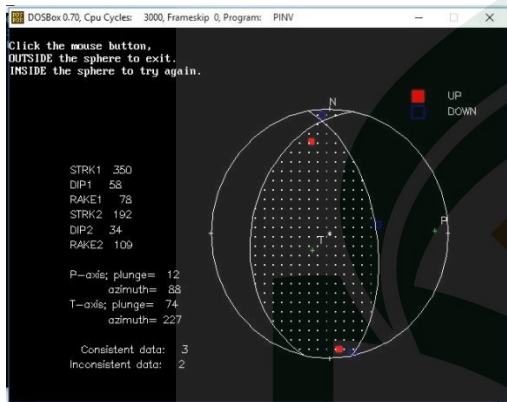 DOSBox 0.70, Cpu Cycles: 3000, Frameskip 0, Program: PINV
Click the mouse button,
OUTSIDE the sphere to exit.
INSIDE the sphere to try again.
N
UP
DOWN
STRK1 350
DIP1 58
RAKE1 78
STRK2 192
DIP2 34
RAKE2 109
P
T
P-axis; plunge= 12
azimuth= 88
T-axis; plunge= 74
azimuth= 227
Consistent data: 3
Inconsistent data: 2